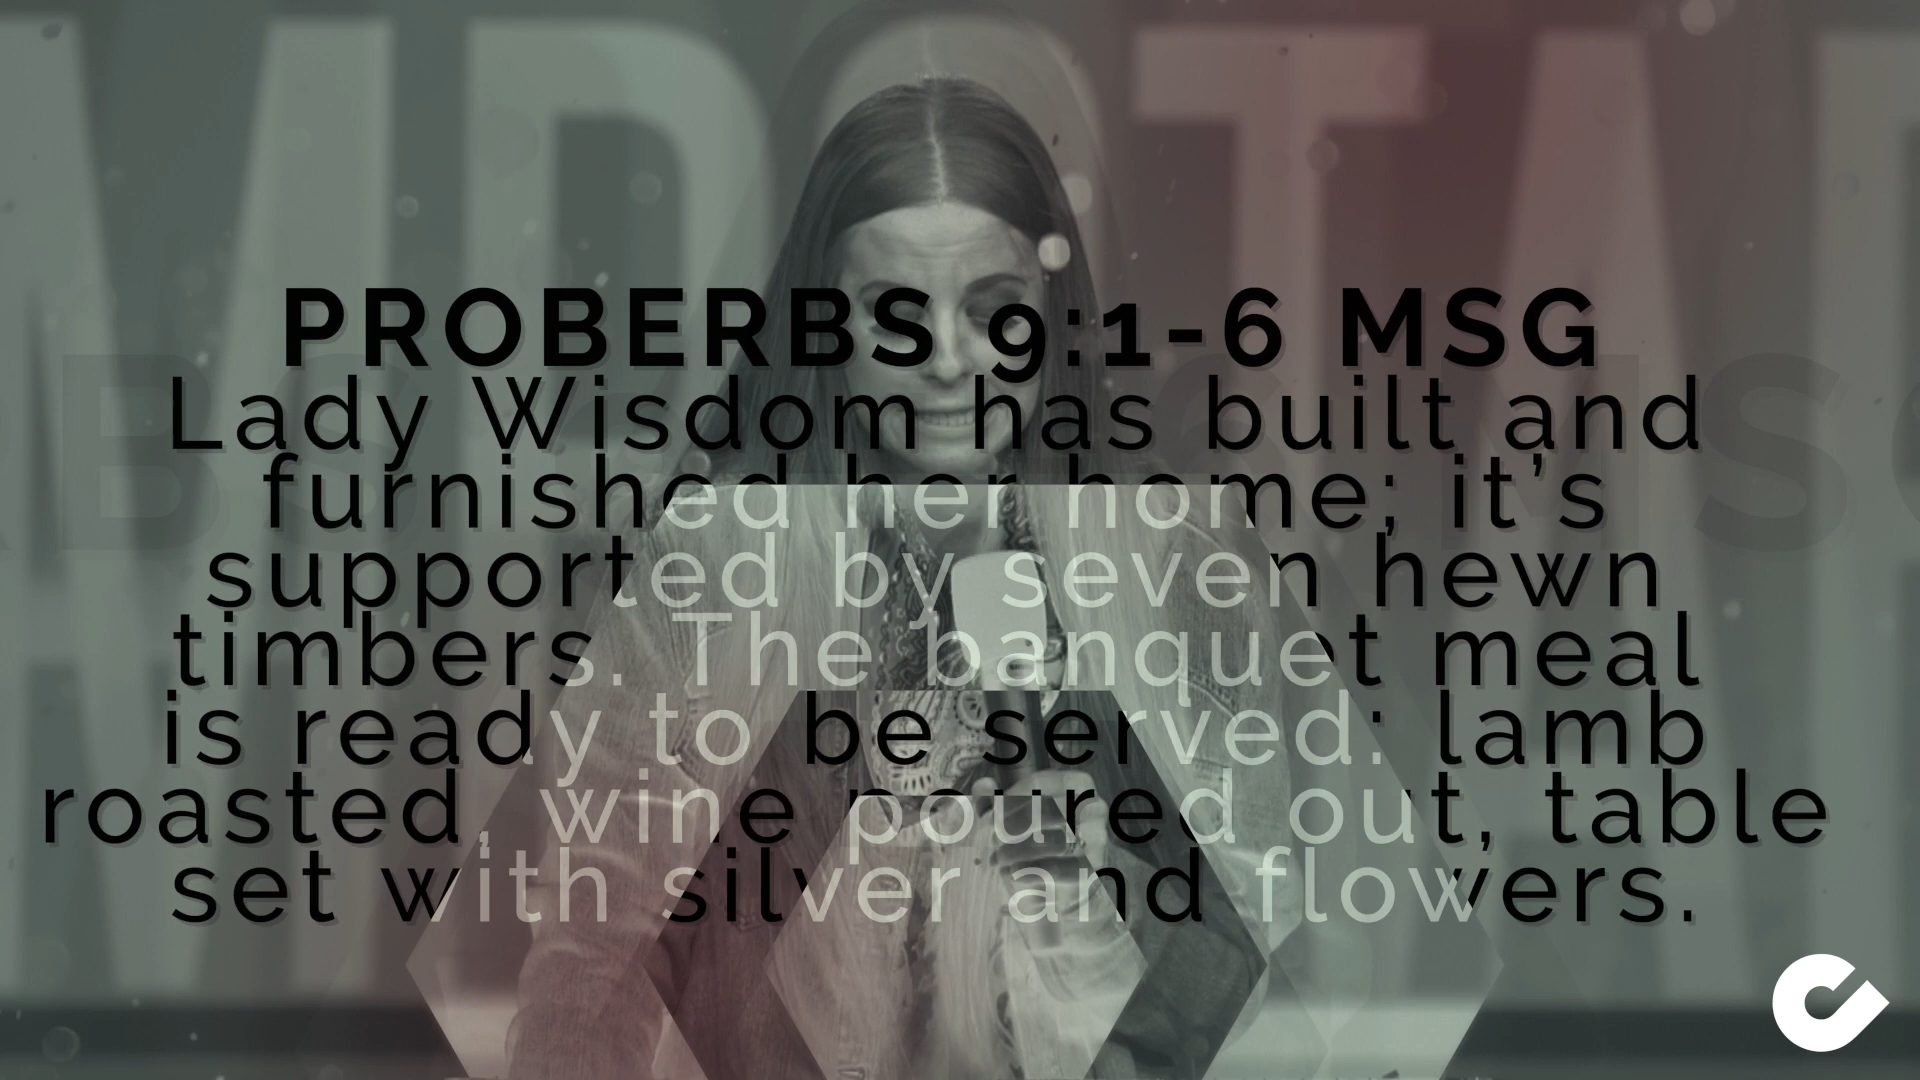 PROBERBS 9:1-6 MSG
Lady Wisdom has built and
furnished her home; it's
supported by seven hewn
timbers. The banquet meal
is ready to be served: lamb
roasted, wine poured out, table
set with silver and flowers.